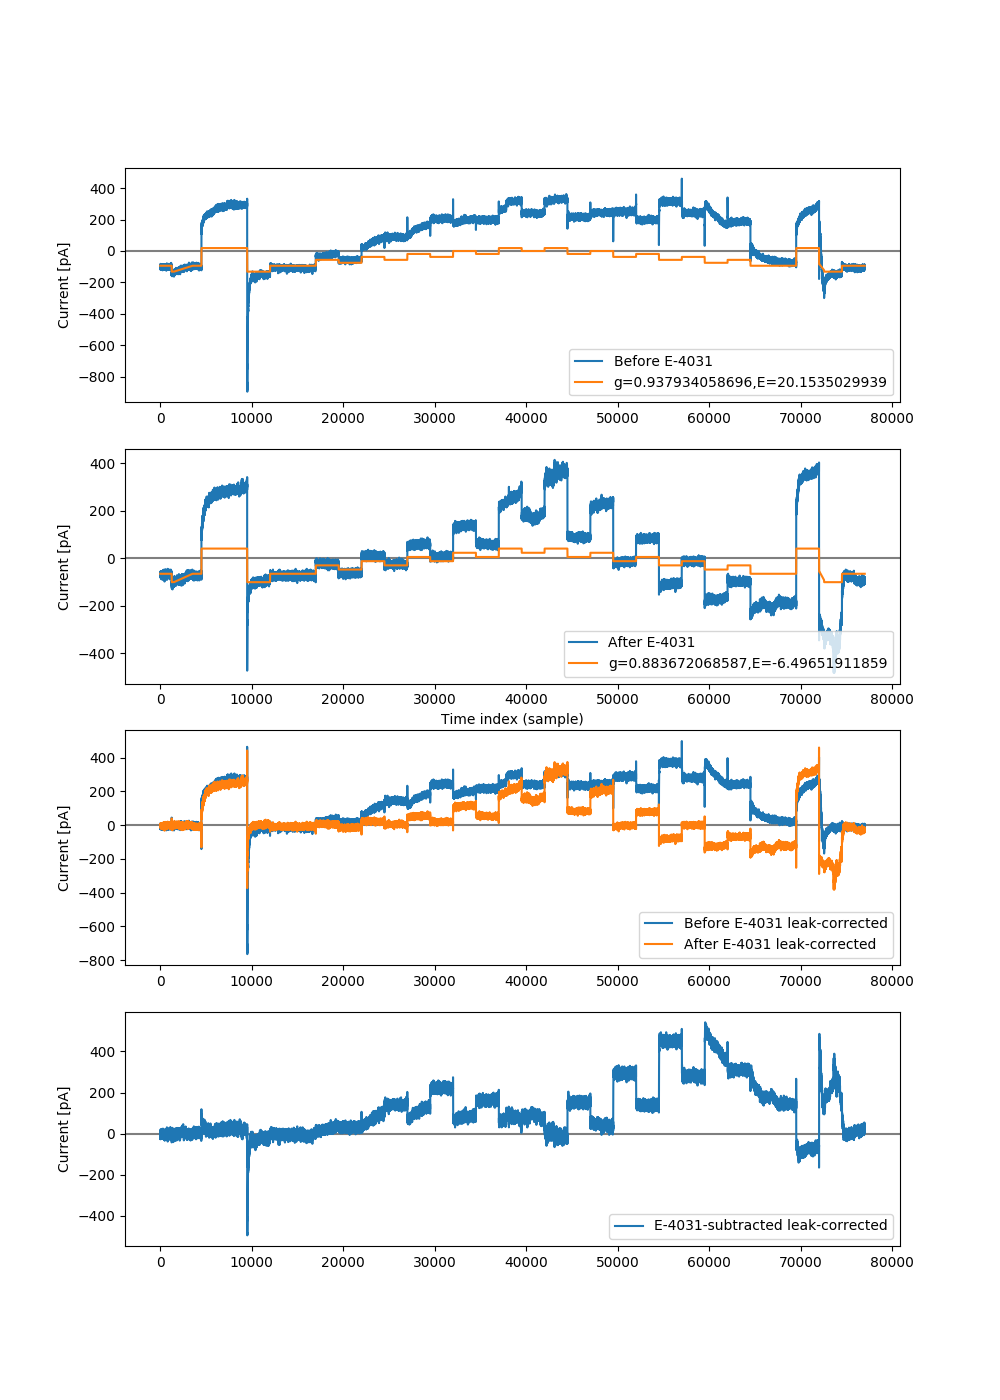 400
200
0
−200
−400
−600
−800
Current [pA]
Before E-4031
g=0.937934058696,E=20.1535029939
0 10000 20000 30000 40000 50000 60000 70000 80000
400
200
0
−200
−400
Current [pA]
After E-4031
g=0.883672068587,E=-6.49651911859
0 10000 20000 30000 40000 50000 60000 70000 80000
Time index (sample)
400
200
0
−200
−400
−600
−800
Current [pA]
Before E-4031 leak-corrected
After E-4031 leak-corrected
0 10000 20000 30000 40000 50000 60000 70000 80000
400
200
0
−200
−400
Current [pA]
E-4031-subtracted leak-corrected
0 10000 20000 30000 40000 50000 60000 70000 80000